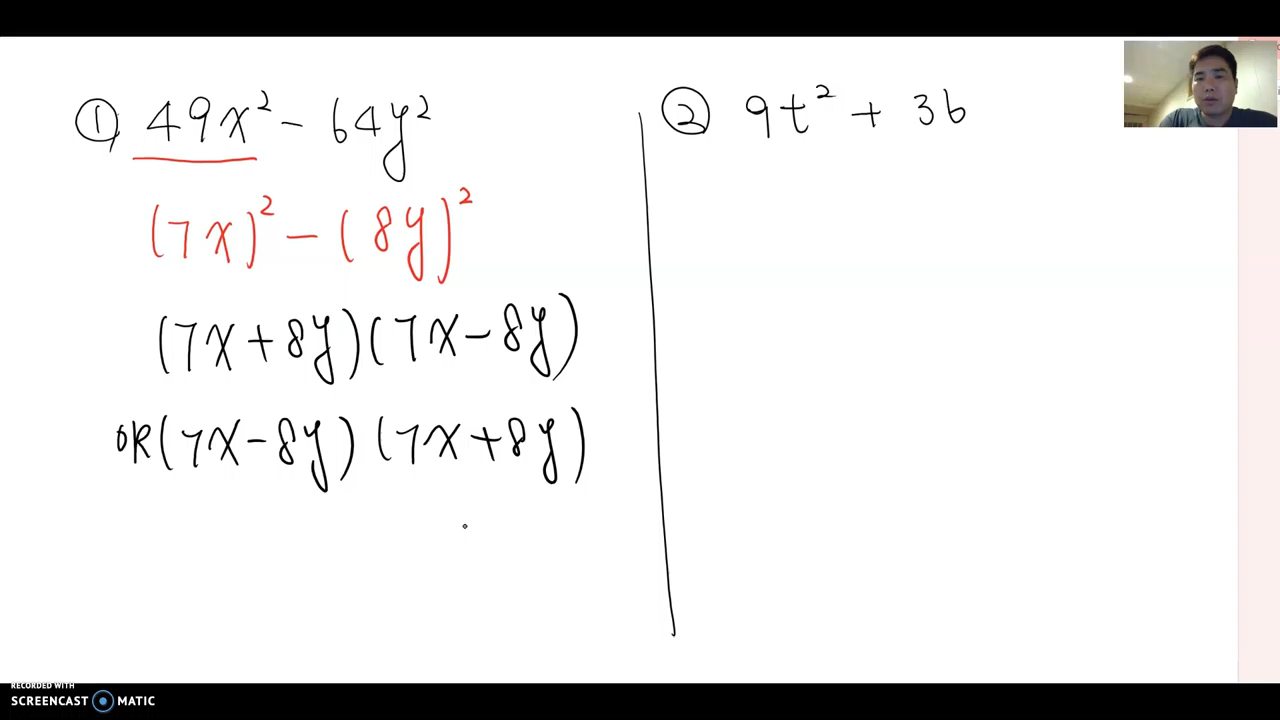 ① 49x² - 64y²
(7x)² - (8y)²
(7x+8y)(7x-8y)
OR (7x-8y)(7x+8y)
② 9t² + 36
RECORDED WITH
SCREENCAST MATIC